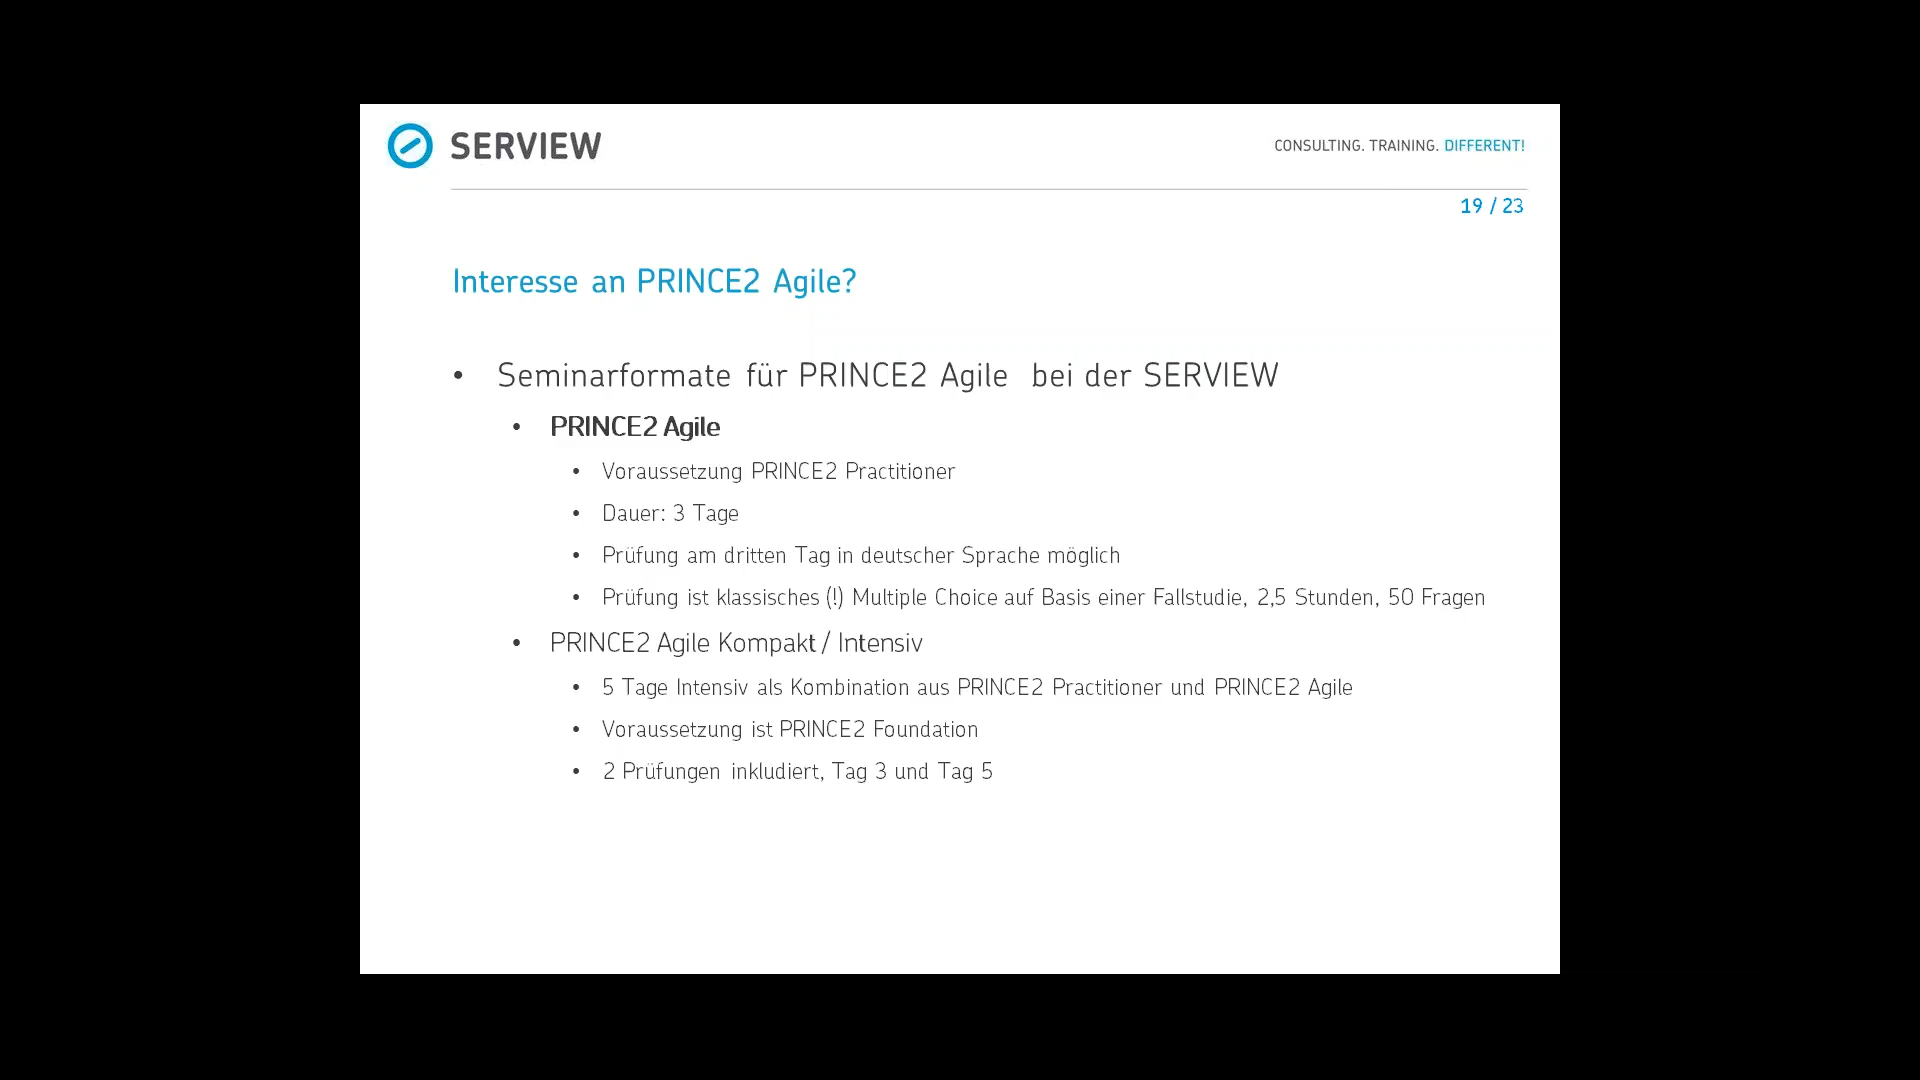 SERVIEW
CONSULTING. TRAINING. DIFFERENT!
19 / 23
Interesse an PRINCE2 Agile?
• Seminarformate für PRINCE2 Agile bei der SERVIEW
• PRINCE2 Agile
• Voraussetzung PRINCE2 Practitioner
• Dauer: 3 Tage
• Prüfung am dritten Tag in deutscher Sprache möglich
• Prüfung ist klassisches (!) Multiple Choice auf Basis einer Fallstudie, 2,5 Stunden, 50 Fragen
• PRINCE2 Agile Kompakt / Intensiv
• 5 Tage Intensiv als Kombination aus PRINCE2 Practitioner und PRINCE2 Agile
• Voraussetzung ist PRINCE2 Foundation
• 2 Prüfungen inkludiert, Tag 3 und Tag 5